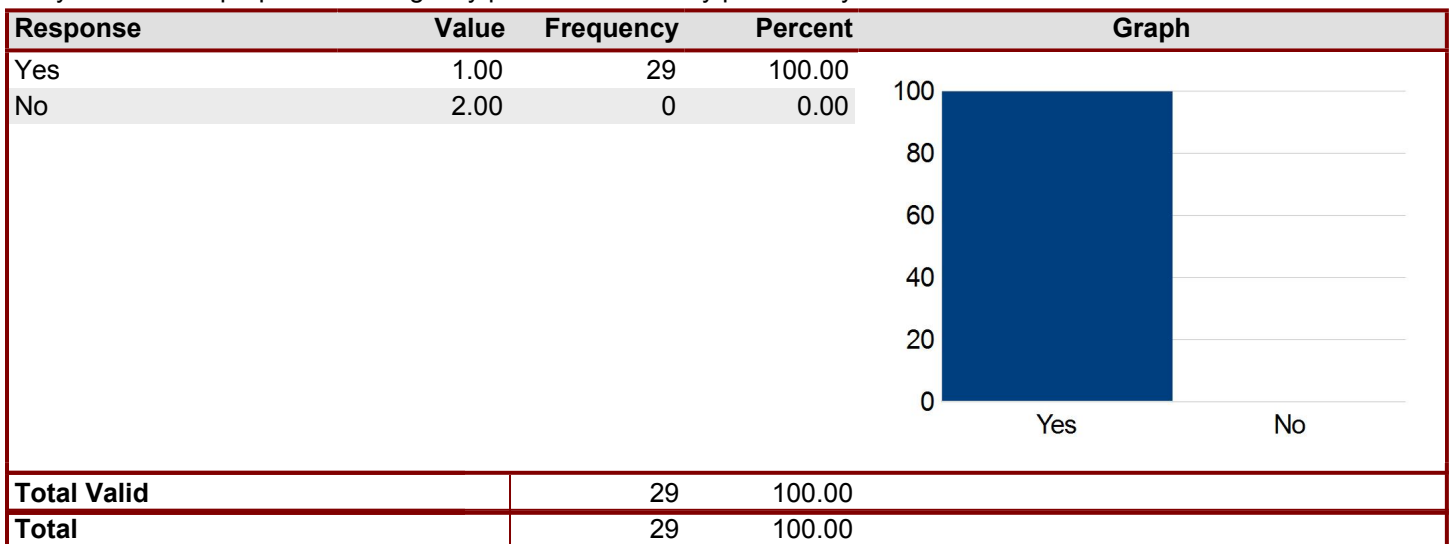 Response Value Frequency Percent Graph
Yes 1.00 29 100.00
No 2.00 0 0.00
100
80
60
40
20
0
Yes No
Total Valid 29 100.00
Total 29 100.00